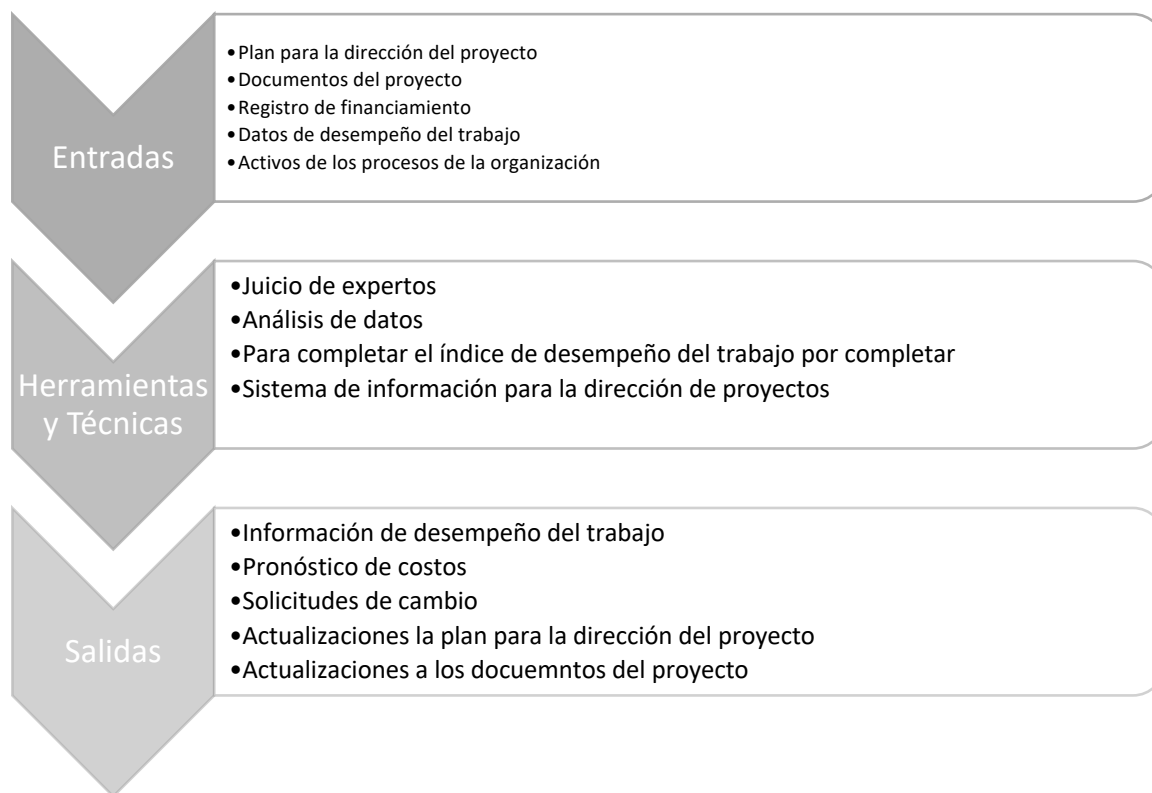 Entradas
•Plan para la dirección del proyecto
•Documentos del proyecto
•Registro de financiamiento
•Datos de desempeño del trabajo
•Activos de los procesos de la organización
Herramientas
y Técnicas
•Juicio de expertos
•Análisis de datos
•Para completar el índice de desempeño del trabajo por completar
•Sistema de información para la dirección de proyectos
Salidas
•Información de desempeño del trabajo
•Pronóstico de costos
•Solicitudes de cambio
•Actualizaciones la plan para la dirección del proyecto
•Actualizaciones a los docuemntos del proyecto